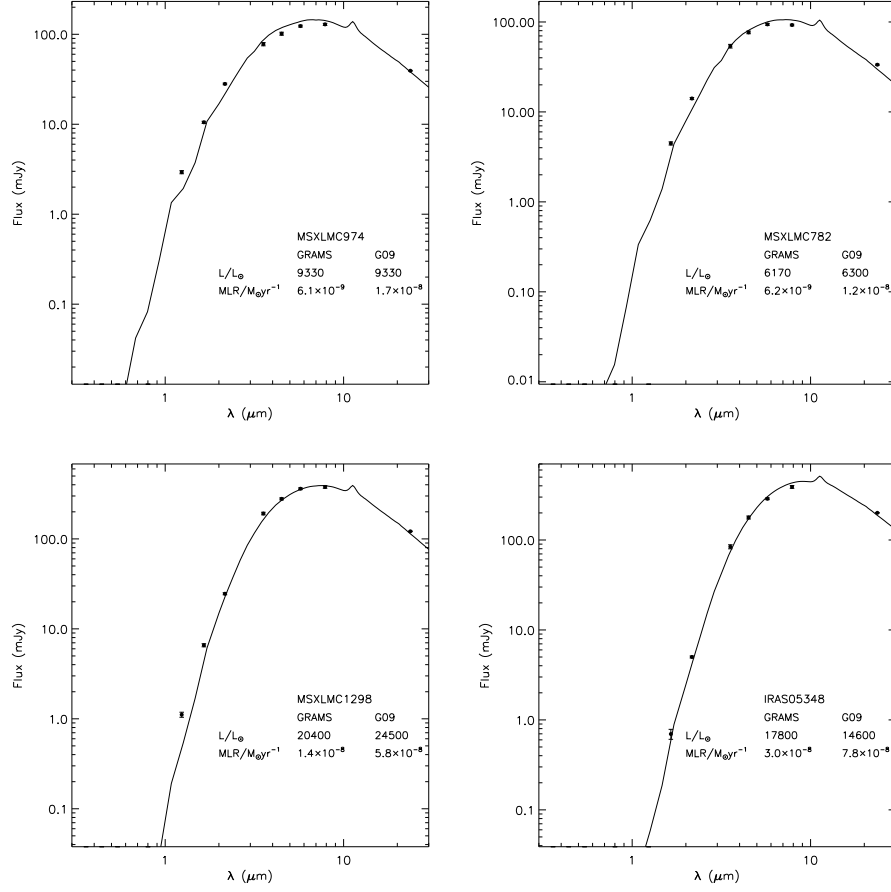 100.0
10.0
1.0
0.1
Flux (mJy)
MSXLMC974
GRAMS G09
L/L☉ 9330 9330
MLR/M☉yr⁻¹ 6.1×10⁻⁹ 1.7×10⁻⁸
1 10
λ (μm)
100.00
10.00
1.00
0.10
0.01
Flux (mJy)
MSXLMC782
GRAMS G09
L/L☉ 6170 6300
MLR/M☉yr⁻¹ 6.2×10⁻⁹ 1.2×10⁻⁸
1 10
λ (μm)
100.0
10.0
1.0
0.1
Flux (mJy)
MSXLMC1298
GRAMS G09
L/L☉ 20400 24500
MLR/M☉yr⁻¹ 1.4×10⁻⁸ 5.8×10⁻⁸
1 10
λ (μm)
100.0
10.0
1.0
0.1
Flux (mJy)
IRAS05348
GRAMS G09
L/L☉ 17800 14600
MLR/M☉yr⁻¹ 3.0×10⁻⁸ 7.8×10⁻⁸
1 10
λ (μm)